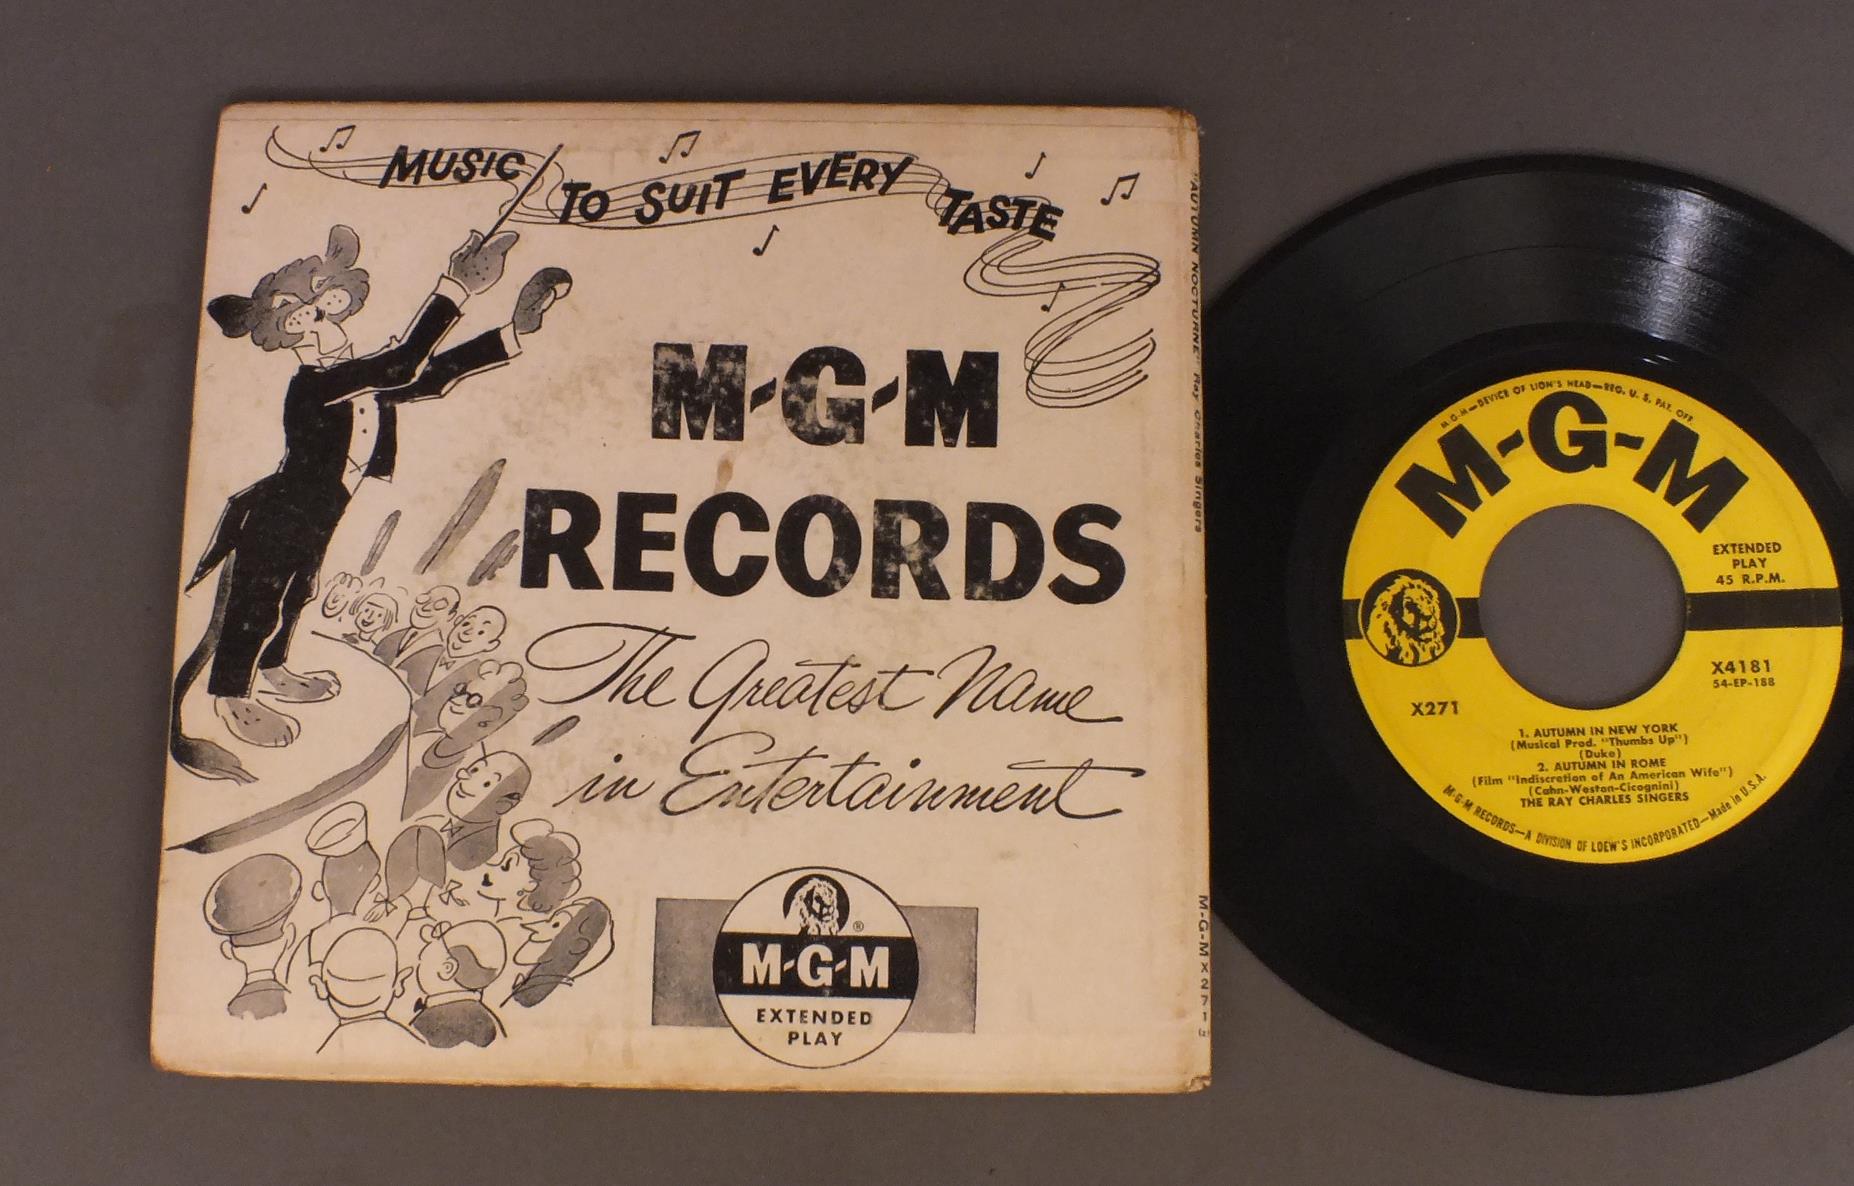 MUSIC TO SUIT EVERY TASTE
M-G-M
RECORDS
The Greatest Name
in Entertainment
®
M-G-M
EXTENDED
PLAY
"AUTUMN NOCTURNE" Ray Charles Singers
M-G-M X271
M-G-M—DEVICE OF LION'S HEAD—REG. U. S. PAT. OFF.
M-G-M
EXTENDED
PLAY
45 R.P.M.
X4181
54-EP-188
X271
1. AUTUMN IN NEW YORK
(Musical Prod. "Thumbs Up")
(Duke)
2. AUTUMN IN ROME
(Film "Indiscretion of An American Wife")
(Cahn-Weston-Cicognini)
THE RAY CHARLES SINGERS
M-G-M RECORDS—A DIVISION OF LOEW'S INCORPORATED—Made in U.S.A.